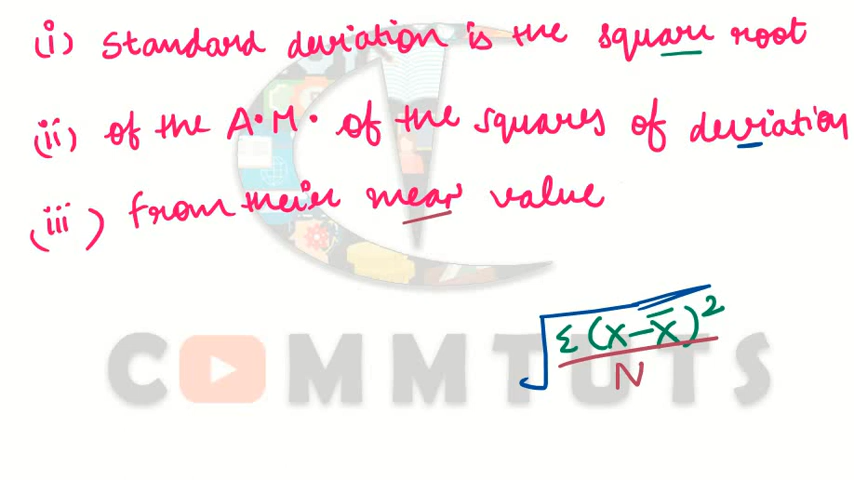 (i) Standard deviation is the square root
(ii) of the A.M. of the squares of deviation
(iii) from their mean value
√Σ(X-X̄)²
N
COMMTUTS